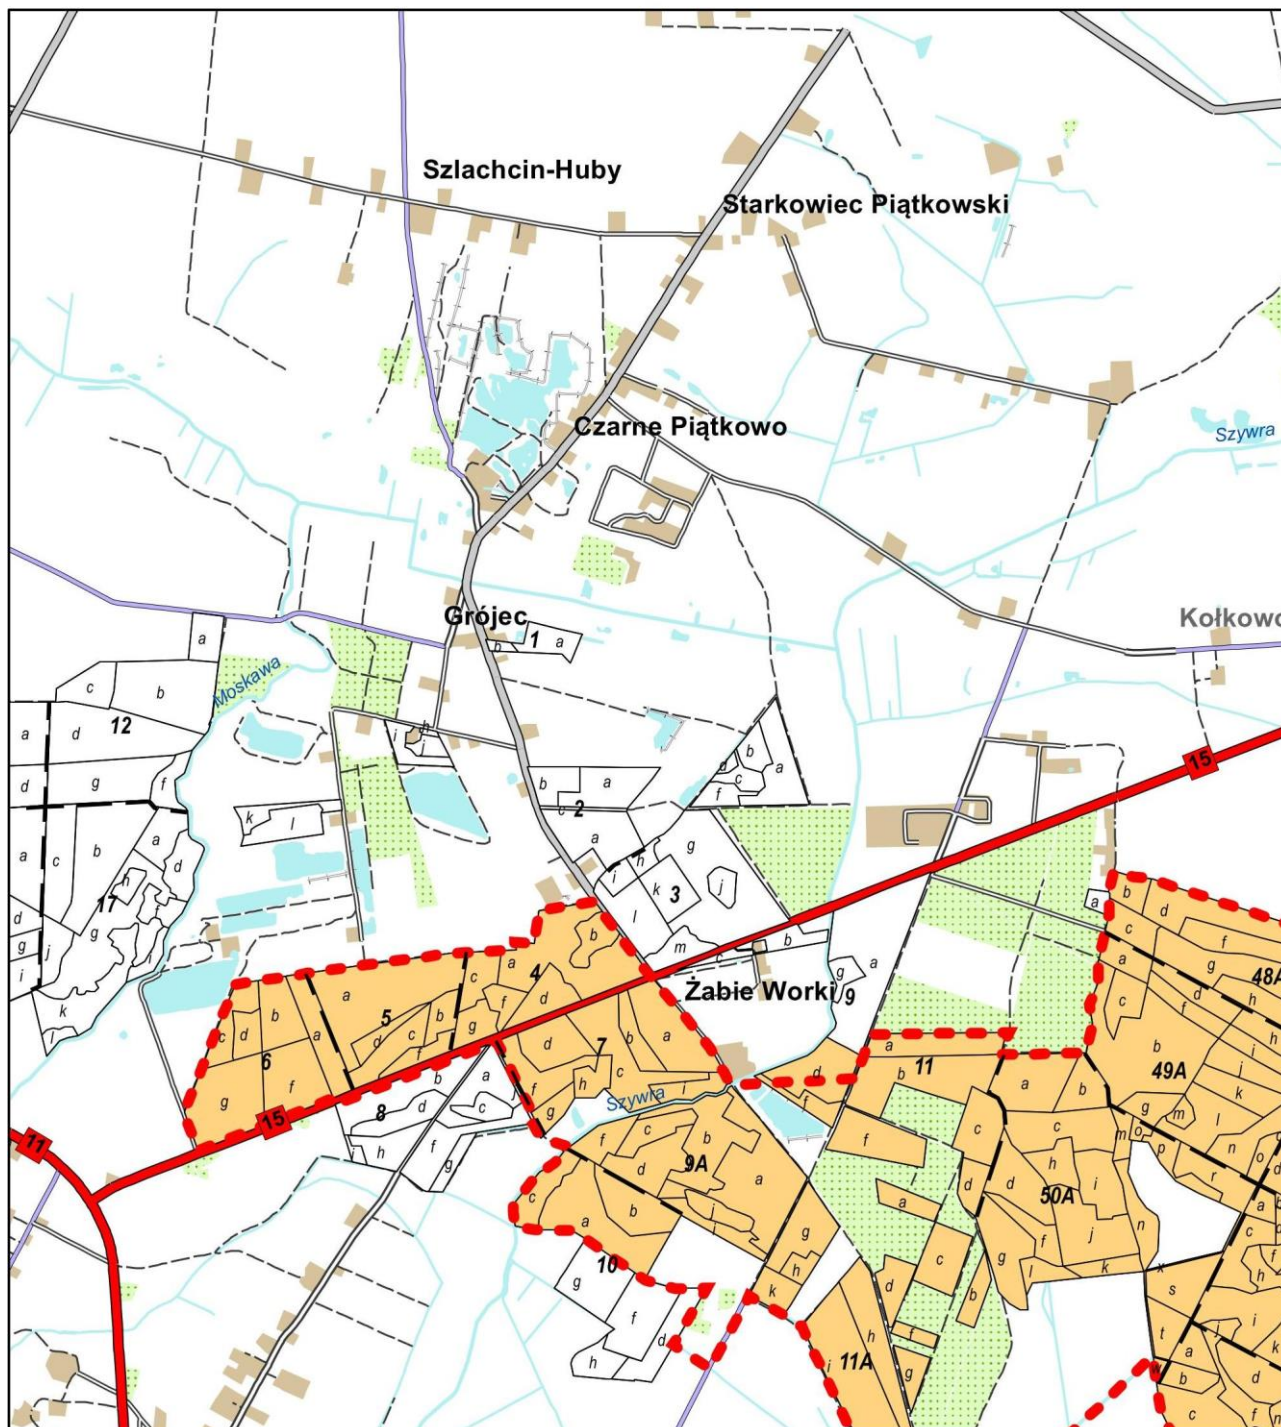 Szlachcin-Huby
Starkowiec Piątkowski
Szywra
Czarne Piątkowo
Grójec
1
b a
Kołkowo
a
Moskawa
c b
12
a d
h
i j
d g f
b a
2
c
d b a
c
f
15
k l
a c b a d
h
17
g
d g j i
k
l
a
h g
i k 3 j
l
m
c b
g a
9
Żabie Worki
a b d
c f
g
48A
h
a
b
4
a c
d
5
a
d c b
f g
c d b
6
a
g f
15
11
7
d
b a
c
f h
g
i
Szywra
8
b a
d c j
f
i h g
d
f
a
11
b
f
c
d
a b
c
h
d i
50A
j
f
g n
l k
a
f
d
c
b
49A
g m
h
i
j
k
l
n
o
p
r
m
o
d
f c b
d 9A
a
j
g
h
k
c a b
10
g
f
d
h
a
c
d
b
f
g
h
11A
i
x
s
t
a
b
w
a
b
d
c
f
h
i
j
k
d